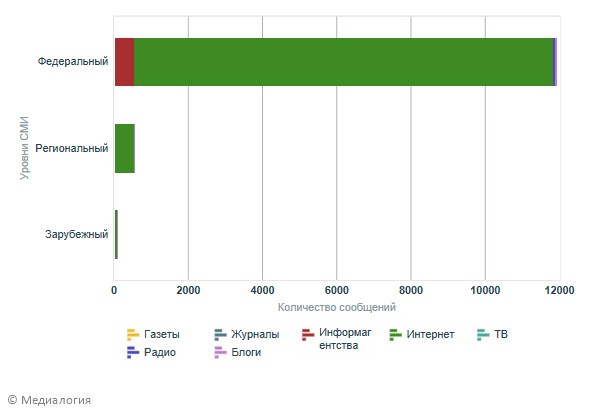 Уровни СМИ
Федеральный
Региональный
Зарубежный
0 2000 4000 6000 8000 10000 12000
Количество сообщений
Газеты Журналы Информаг Интернет ТВ
ентства
Радио Блоги
© Медиалогия